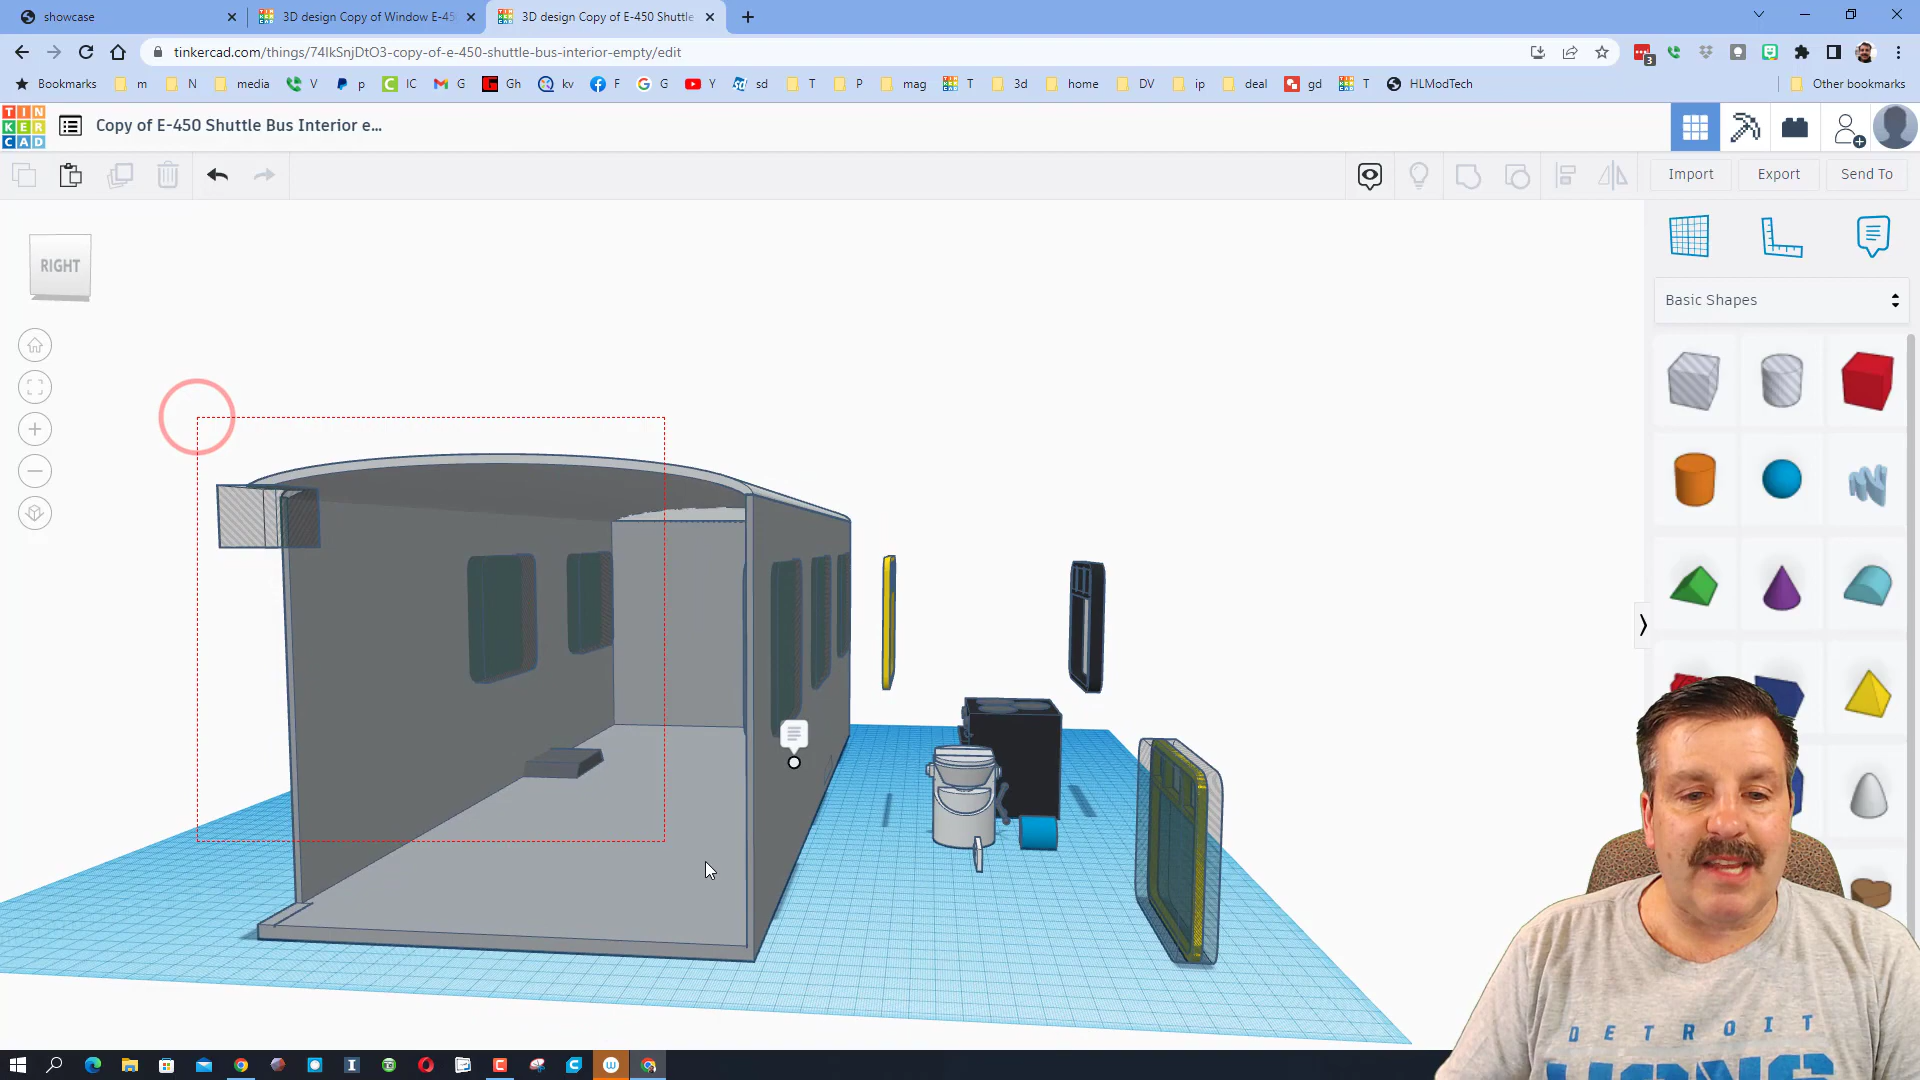 showcase
3D design Copy of Window E-45
3D design Copy of E-450 Shuttle
tinkercad.com/things/74lkSnjDtO3-copy-of-e-450-shuttle-bus-interior-empty/edit
3
Bookmarks m N media V p IC G Gh kv F G Y sd T P mag T 3d home DV ip deal gd T HLModTech Other bookmarks
TIN
KER
CAD
Copy of E-450 Shuttle Bus Interior e...
Import Export Send To
RIGHT
Basic Shapes
DETROIT